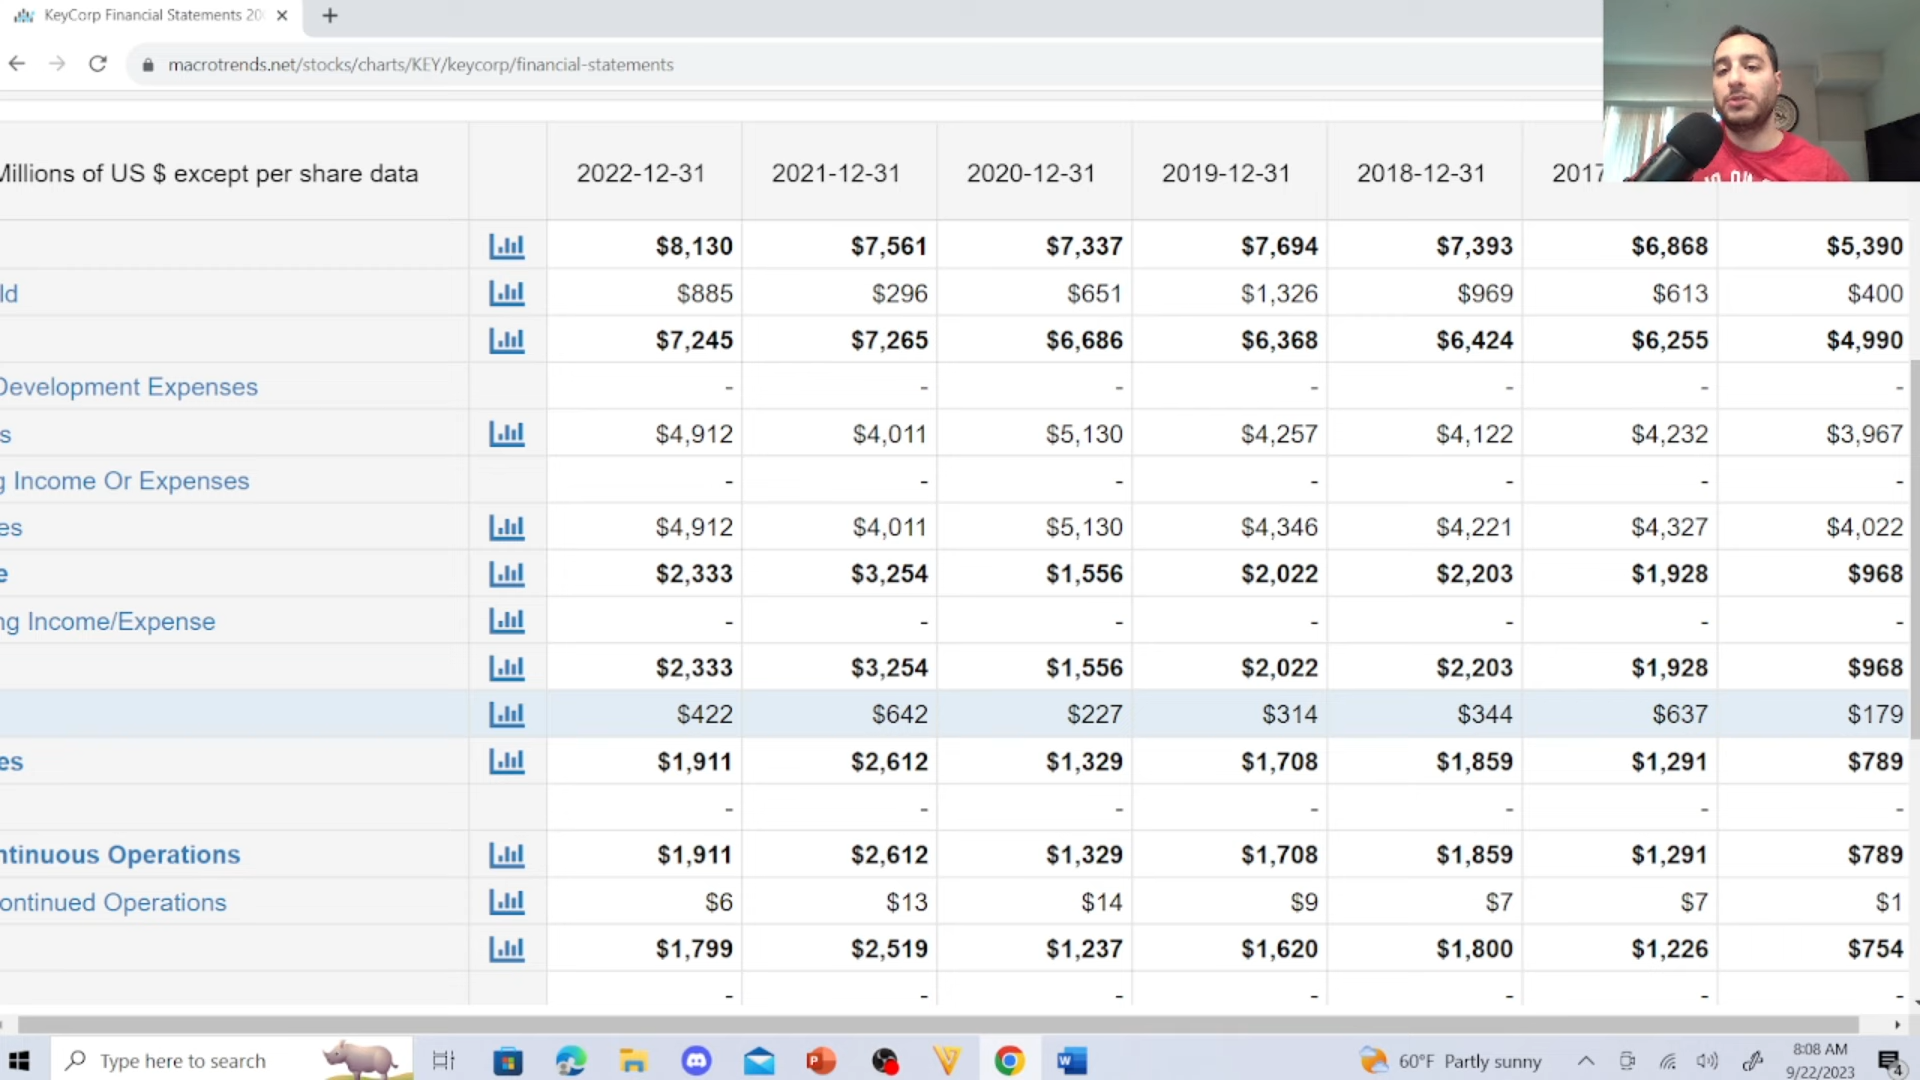 KeyCorp Financial Statements 20
macrotrends.net/stocks/charts/KEY/keycorp/financial-statements
Millions of US $ except per share data 2022-12-31 2021-12-31 2020-12-31 2019-12-31 2018-12-31 2017
$8,130 $7,561 $7,337 $7,694 $7,393 $6,868 $5,390
ld $885 $296 $651 $1,326 $969 $613 $400
$7,245 $7,265 $6,686 $6,368 $6,424 $6,255 $4,990
Development Expenses - - - - - - -
s $4,912 $4,011 $5,130 $4,257 $4,122 $4,232 $3,967
g Income Or Expenses - - - - - - -
es $4,912 $4,011 $5,130 $4,346 $4,221 $4,327 $4,022
e $2,333 $3,254 $1,556 $2,022 $2,203 $1,928 $968
ng Income/Expense - - - - - - -
$2,333 $3,254 $1,556 $2,022 $2,203 $1,928 $968
$422 $642 $227 $314 $344 $637 $179
es $1,911 $2,612 $1,329 $1,708 $1,859 $1,291 $789
- - - - - - -
ntinuous Operations $1,911 $2,612 $1,329 $1,708 $1,859 $1,291 $789
ontinued Operations $6 $13 $14 $9 $7 $7 $1
$1,799 $2,519 $1,237 $1,620 $1,800 $1,226 $754
- - - - - - -
Type here to search 60°F Partly sunny 8:08 AM
9/22/2023 4